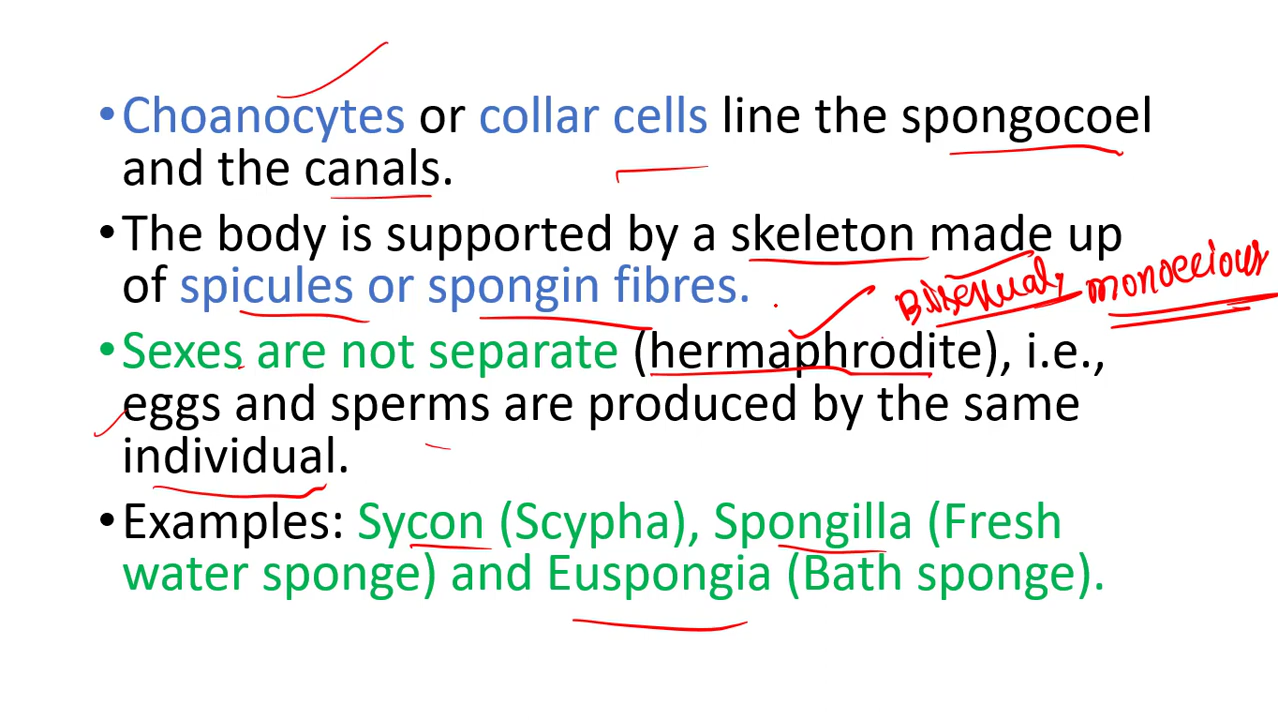 •Choanocytes or collar cells line the spongocoel
and the canals.
•The body is supported by a skeleton made up
of spicules or spongin fibres.
Bisexual, monoecious
•Sexes are not separate (hermaphrodite), i.e.,
eggs and sperms are produced by the same
individual.
•Examples: Sycon (Scypha), Spongilla (Fresh
water sponge) and Euspongia (Bath sponge).